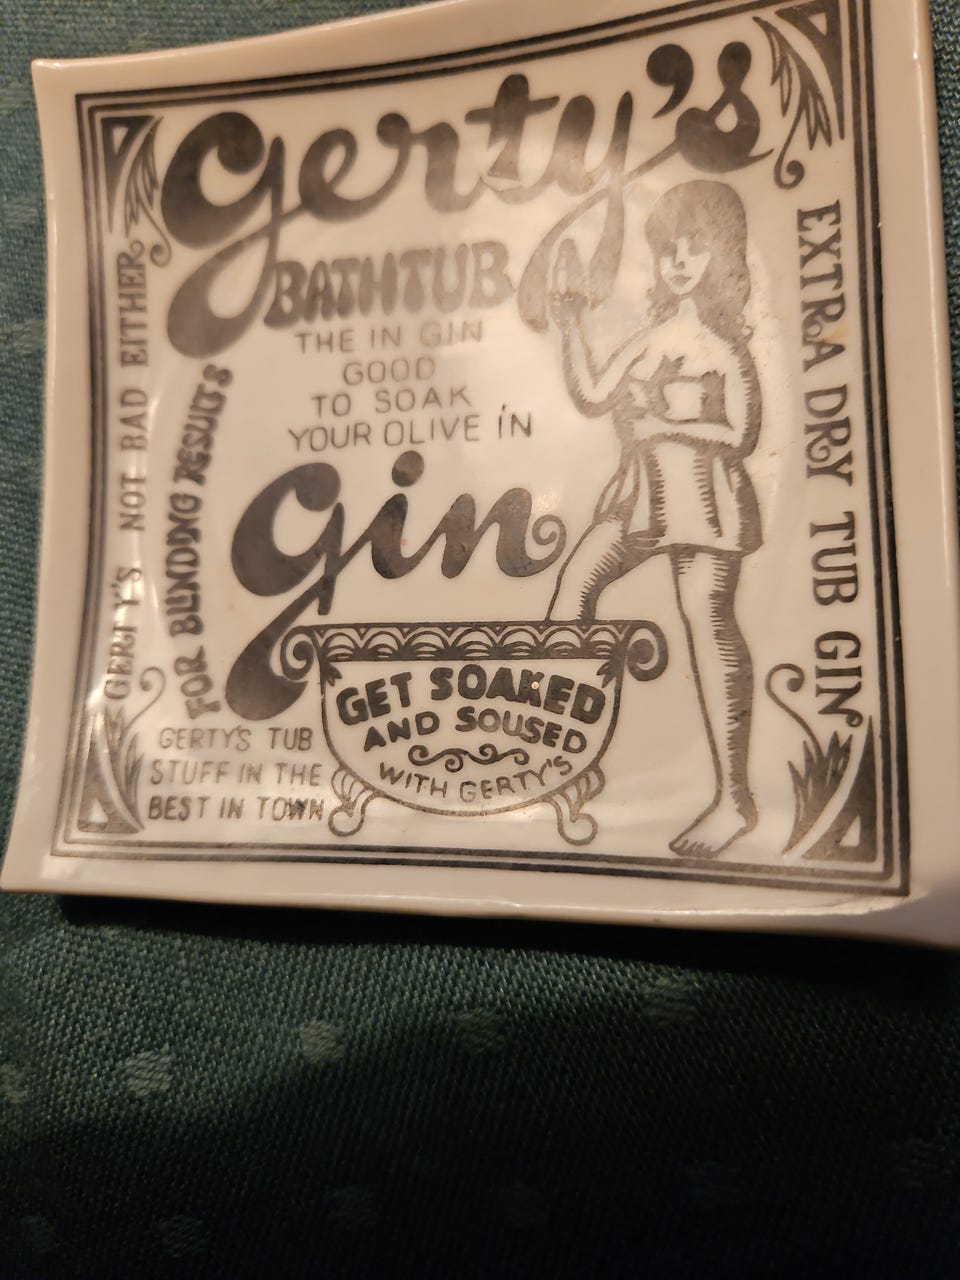 Gerty's
BATHTUB
THE IN GIN
GOOD
TO SOAK
YOUR OLIVE IN
Gin
FOR BLINDING RESULTS
GERTY'S NOT BAD EITHER
EXTRA DRY TUB GIN
GET SOAKED
AND SOUSED
WITH GERTY'S
GERTY'S TUB
STUFF IN THE
BEST IN TOWN